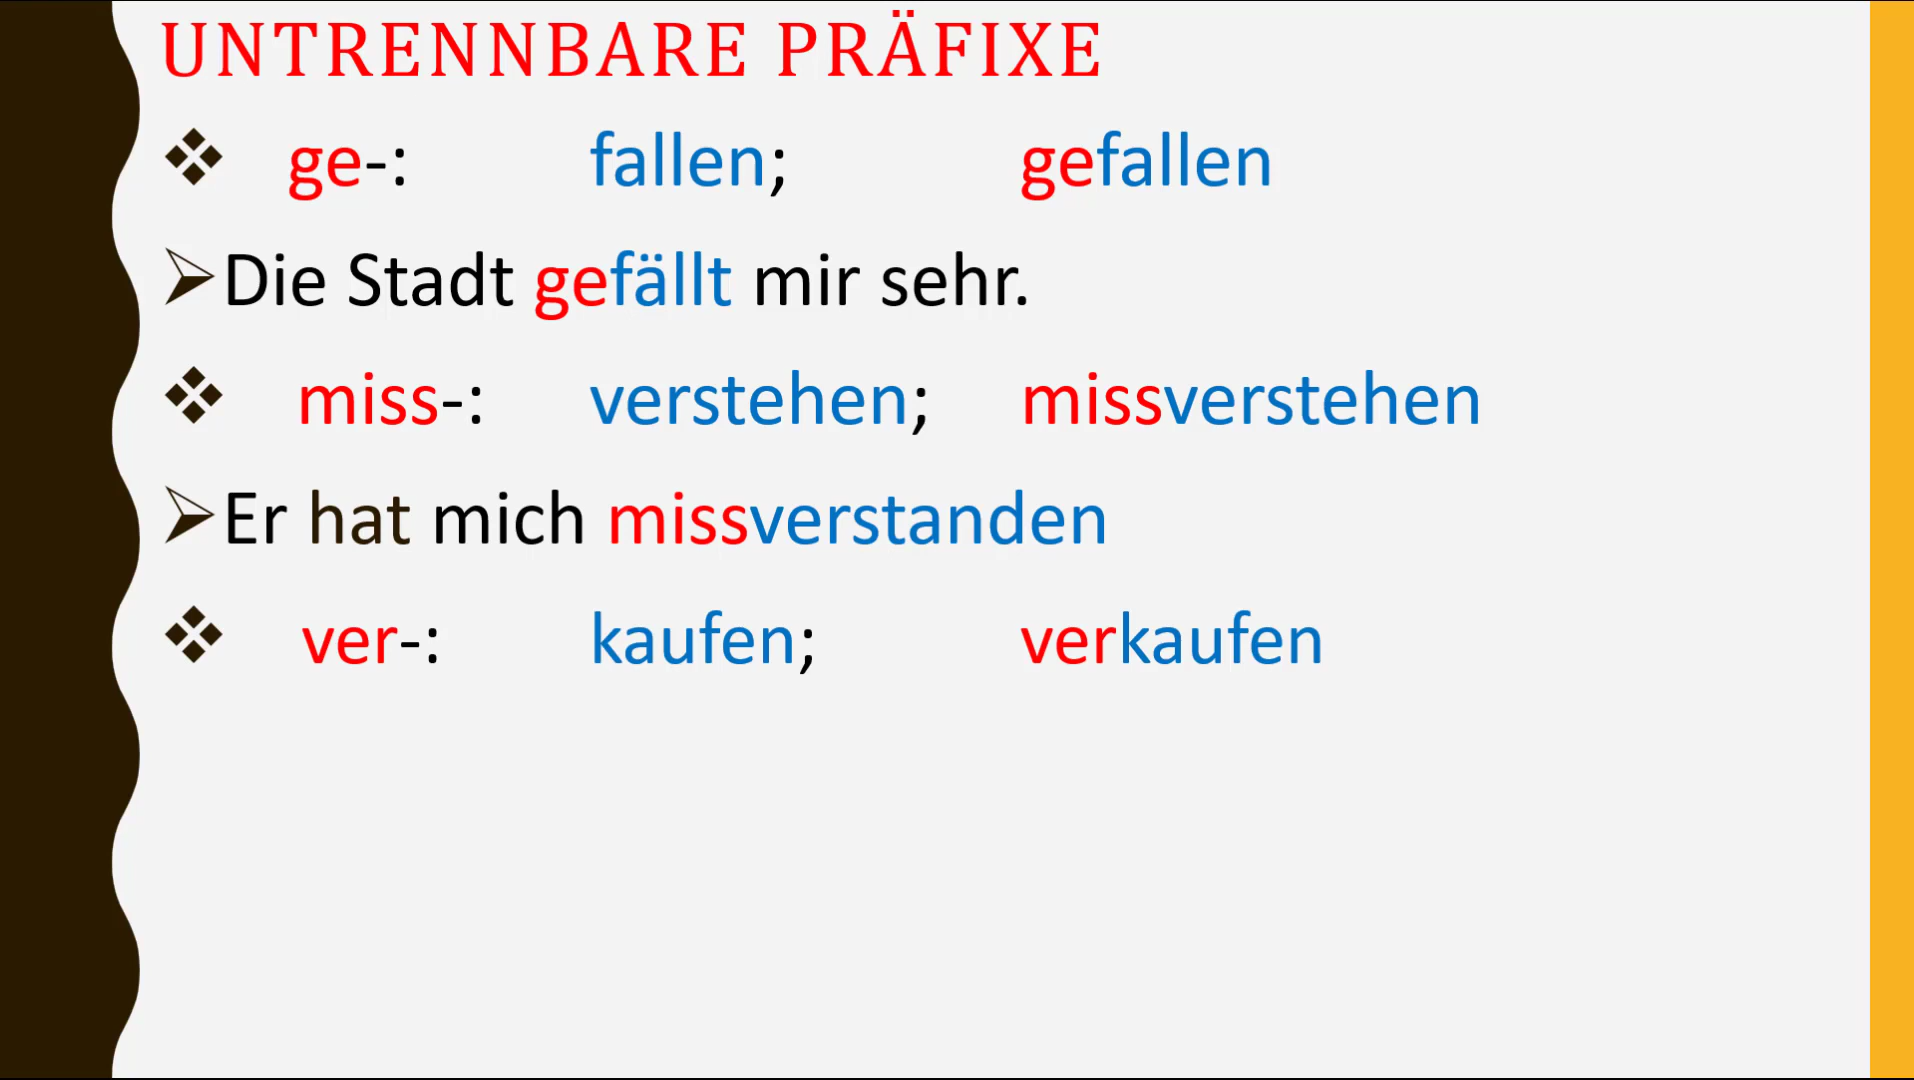 UNTRENNBARE PRÄFIXE
❖ ge-: fallen; gefallen
➢Die Stadt gefällt mir sehr.
❖ miss-: verstehen; missverstehen
➢Er hat mich missverstanden
❖ ver-: kaufen; verkaufen